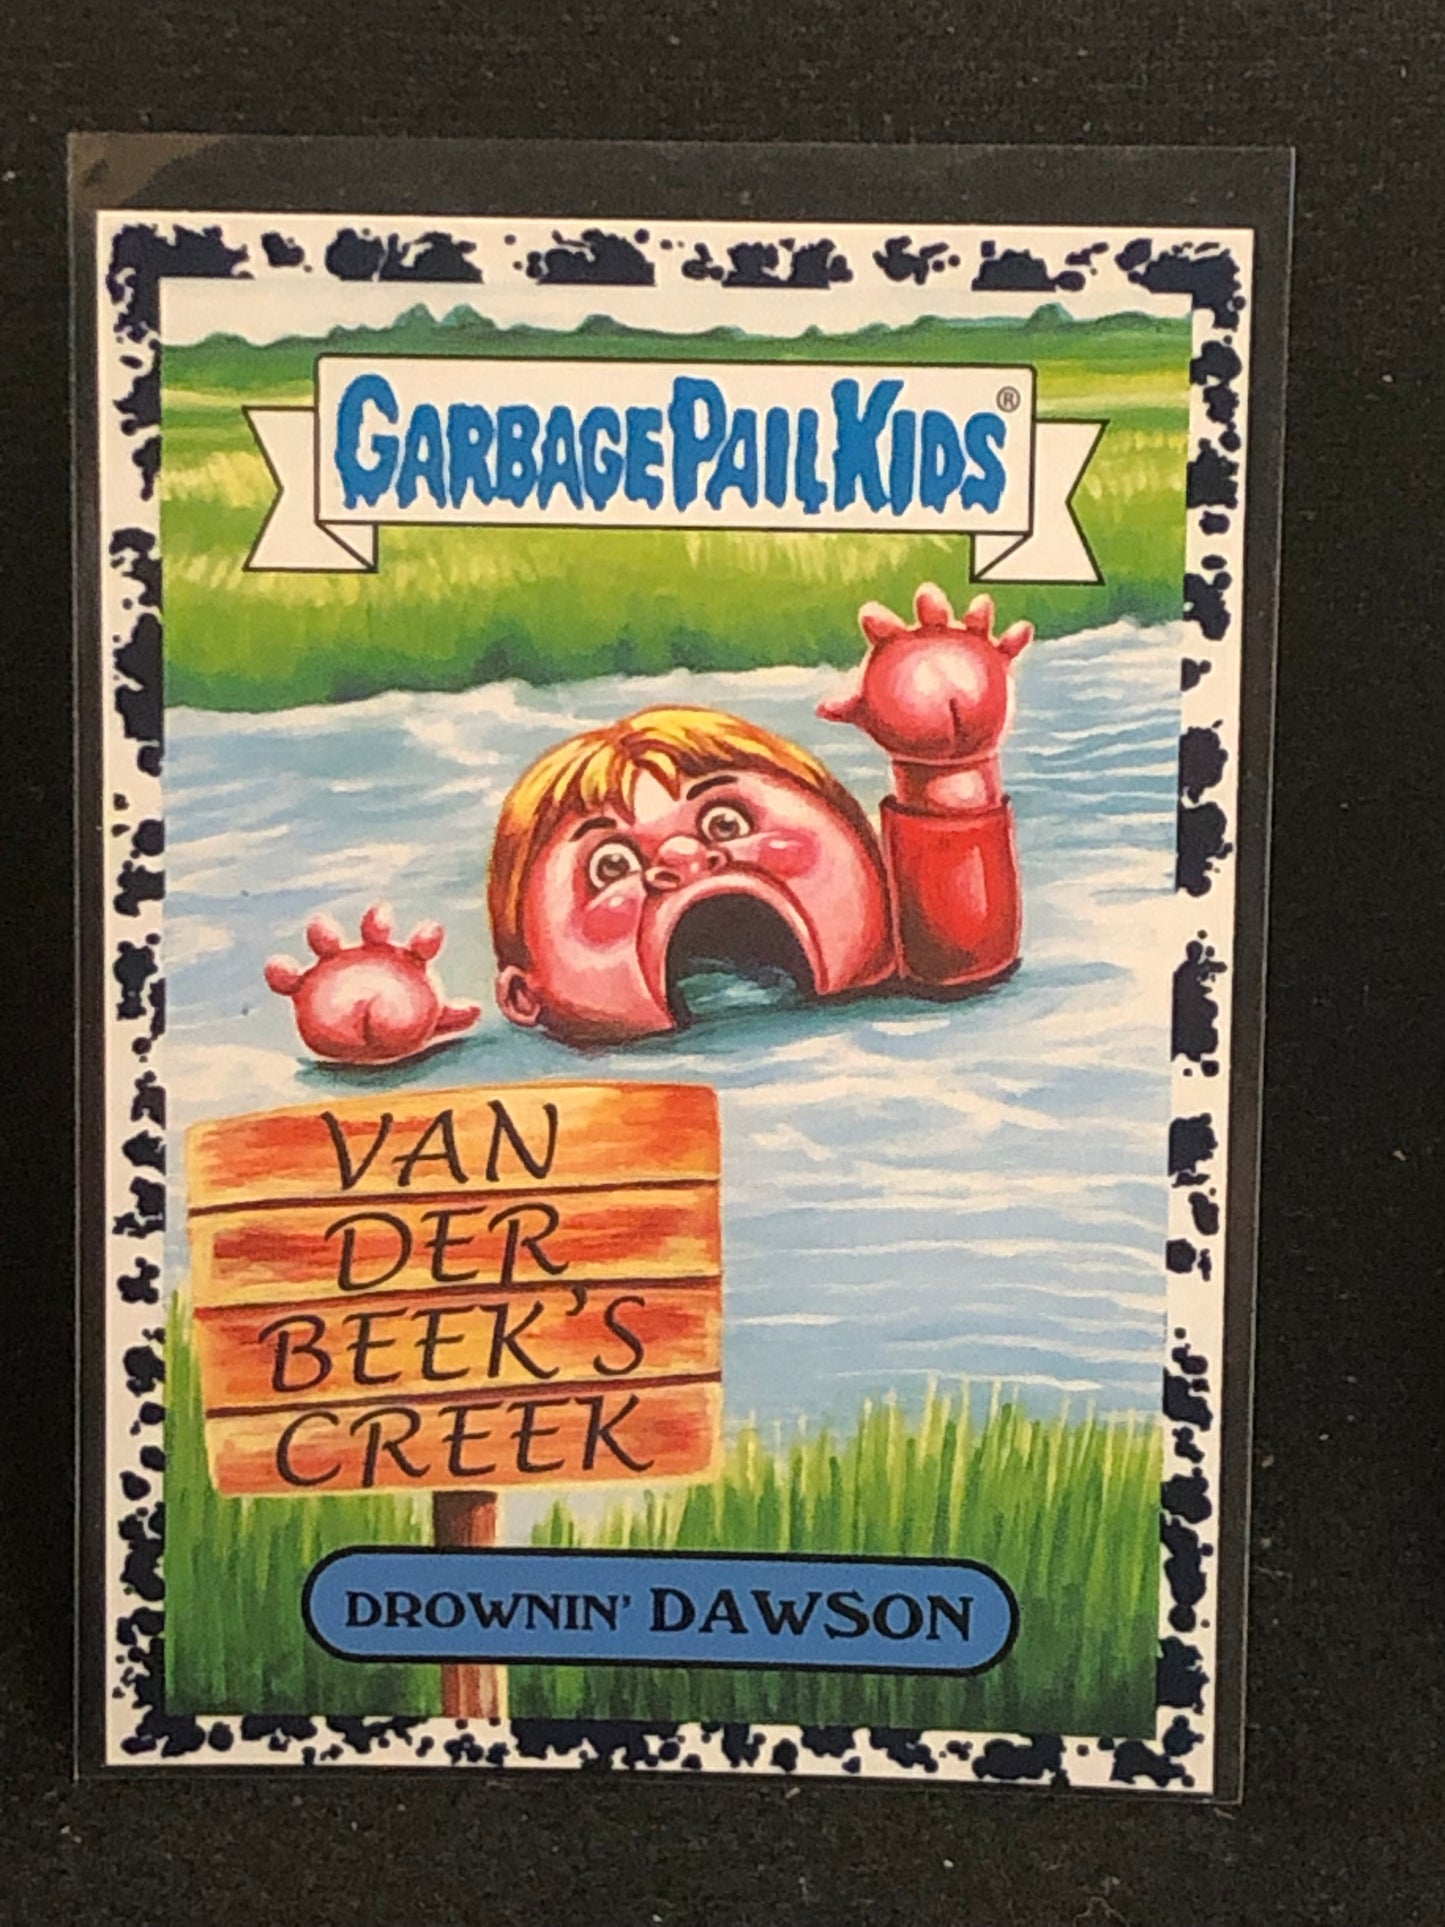 GARBAGE PAIL KIDS®
VAN
DER
BEEK'S
CREEK
DROWNIN' DAWSON